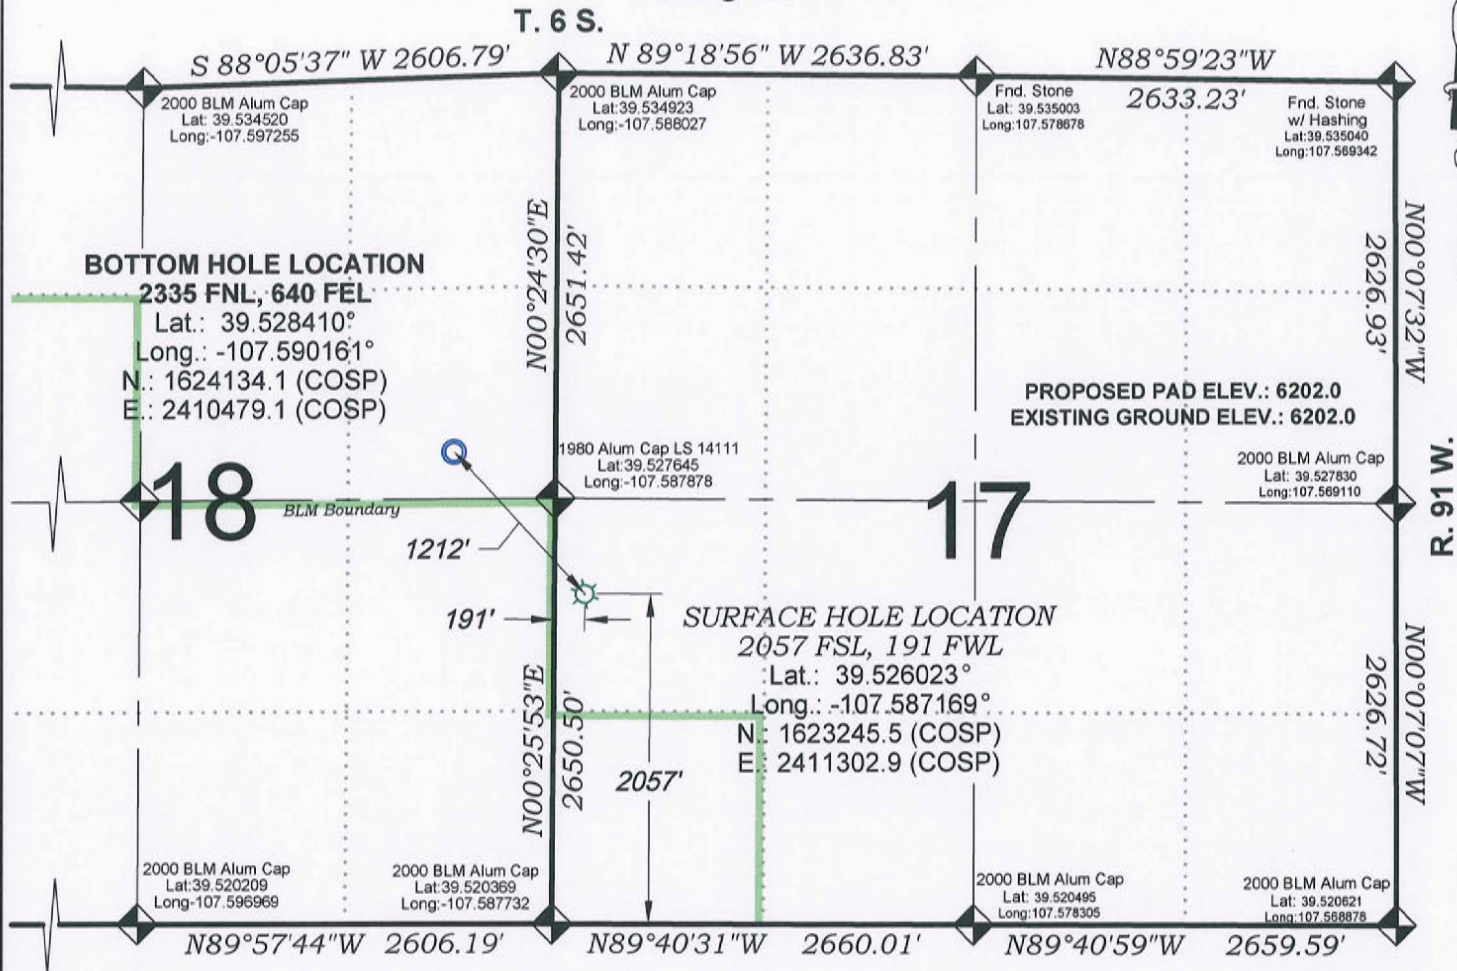 T. 6 S.
S 88°05'37" W 2606.79'
N 89°18'56" W 2636.83'
N88°59'23"W
2633.23'
2000 BLM Alum Cap
Lat: 39.534520
Long:-107.597255
2000 BLM Alum Cap
Lat:39.534923
Long:-107.588027
Fnd. Stone
Lat: 39.535003
Long:107.578678
Fnd. Stone
w/ Hashing
Lat:39.535040
Long:107.569342
BOTTOM HOLE LOCATION
2335 FNL, 640 FEL
Lat.: 39.528410°
Long.: -107.590161°
N.: 1624134.1 (COSP)
E.: 2410479.1 (COSP)
N00°24'30"E
2651.42'
2626.93'
N00°07'32"W
PROPOSED PAD ELEV.: 6202.0
EXISTING GROUND ELEV.: 6202.0
1980 Alum Cap LS 14111
Lat:39.527645
Long:-107.587878
2000 BLM Alum Cap
Lat: 39.527830
Long:107.569110
R. 91 W.
18
BLM Boundary
17
1212'
191'
SURFACE HOLE LOCATION
2057 FSL, 191 FWL
Lat.: 39.526023°
Long.: -107.587169°
N.: 1623245.5 (COSP)
E.: 2411302.9 (COSP)
N00°25'53"E
2650.50'
2057'
2626.72'
N00°07'07"W
2000 BLM Alum Cap
Lat:39.520209
Long-107.596969
2000 BLM Alum Cap
Lat:39.520369
Long:-107.587732
2000 BLM Alum Cap
Lat: 39.520495
Long:107.578305
2000 BLM Alum Cap
Lat: 39.520621
Long:107.568878
N89°57'44"W 2606.19'
N89°40'31"W 2660.01'
N89°40'59"W 2659.59'